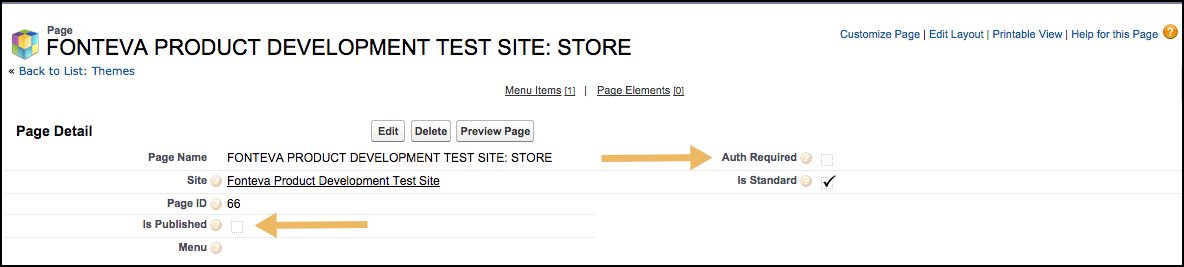 Page
FONTEVA PRODUCT DEVELOPMENT TEST SITE: STORE
Customize Page | Edit Layout | Printable View | Help for this Page ?
« Back to List: Themes
Menu Items [1] | Page Elements [0]
Page Detail Edit Delete Preview Page
Page Name FONTEVA PRODUCT DEVELOPMENT TEST SITE: STORE Auth Required ?
Site ? Fonteva Product Development Test Site Is Standard ?
Page ID ? 66
Is Published ?
Menu ?